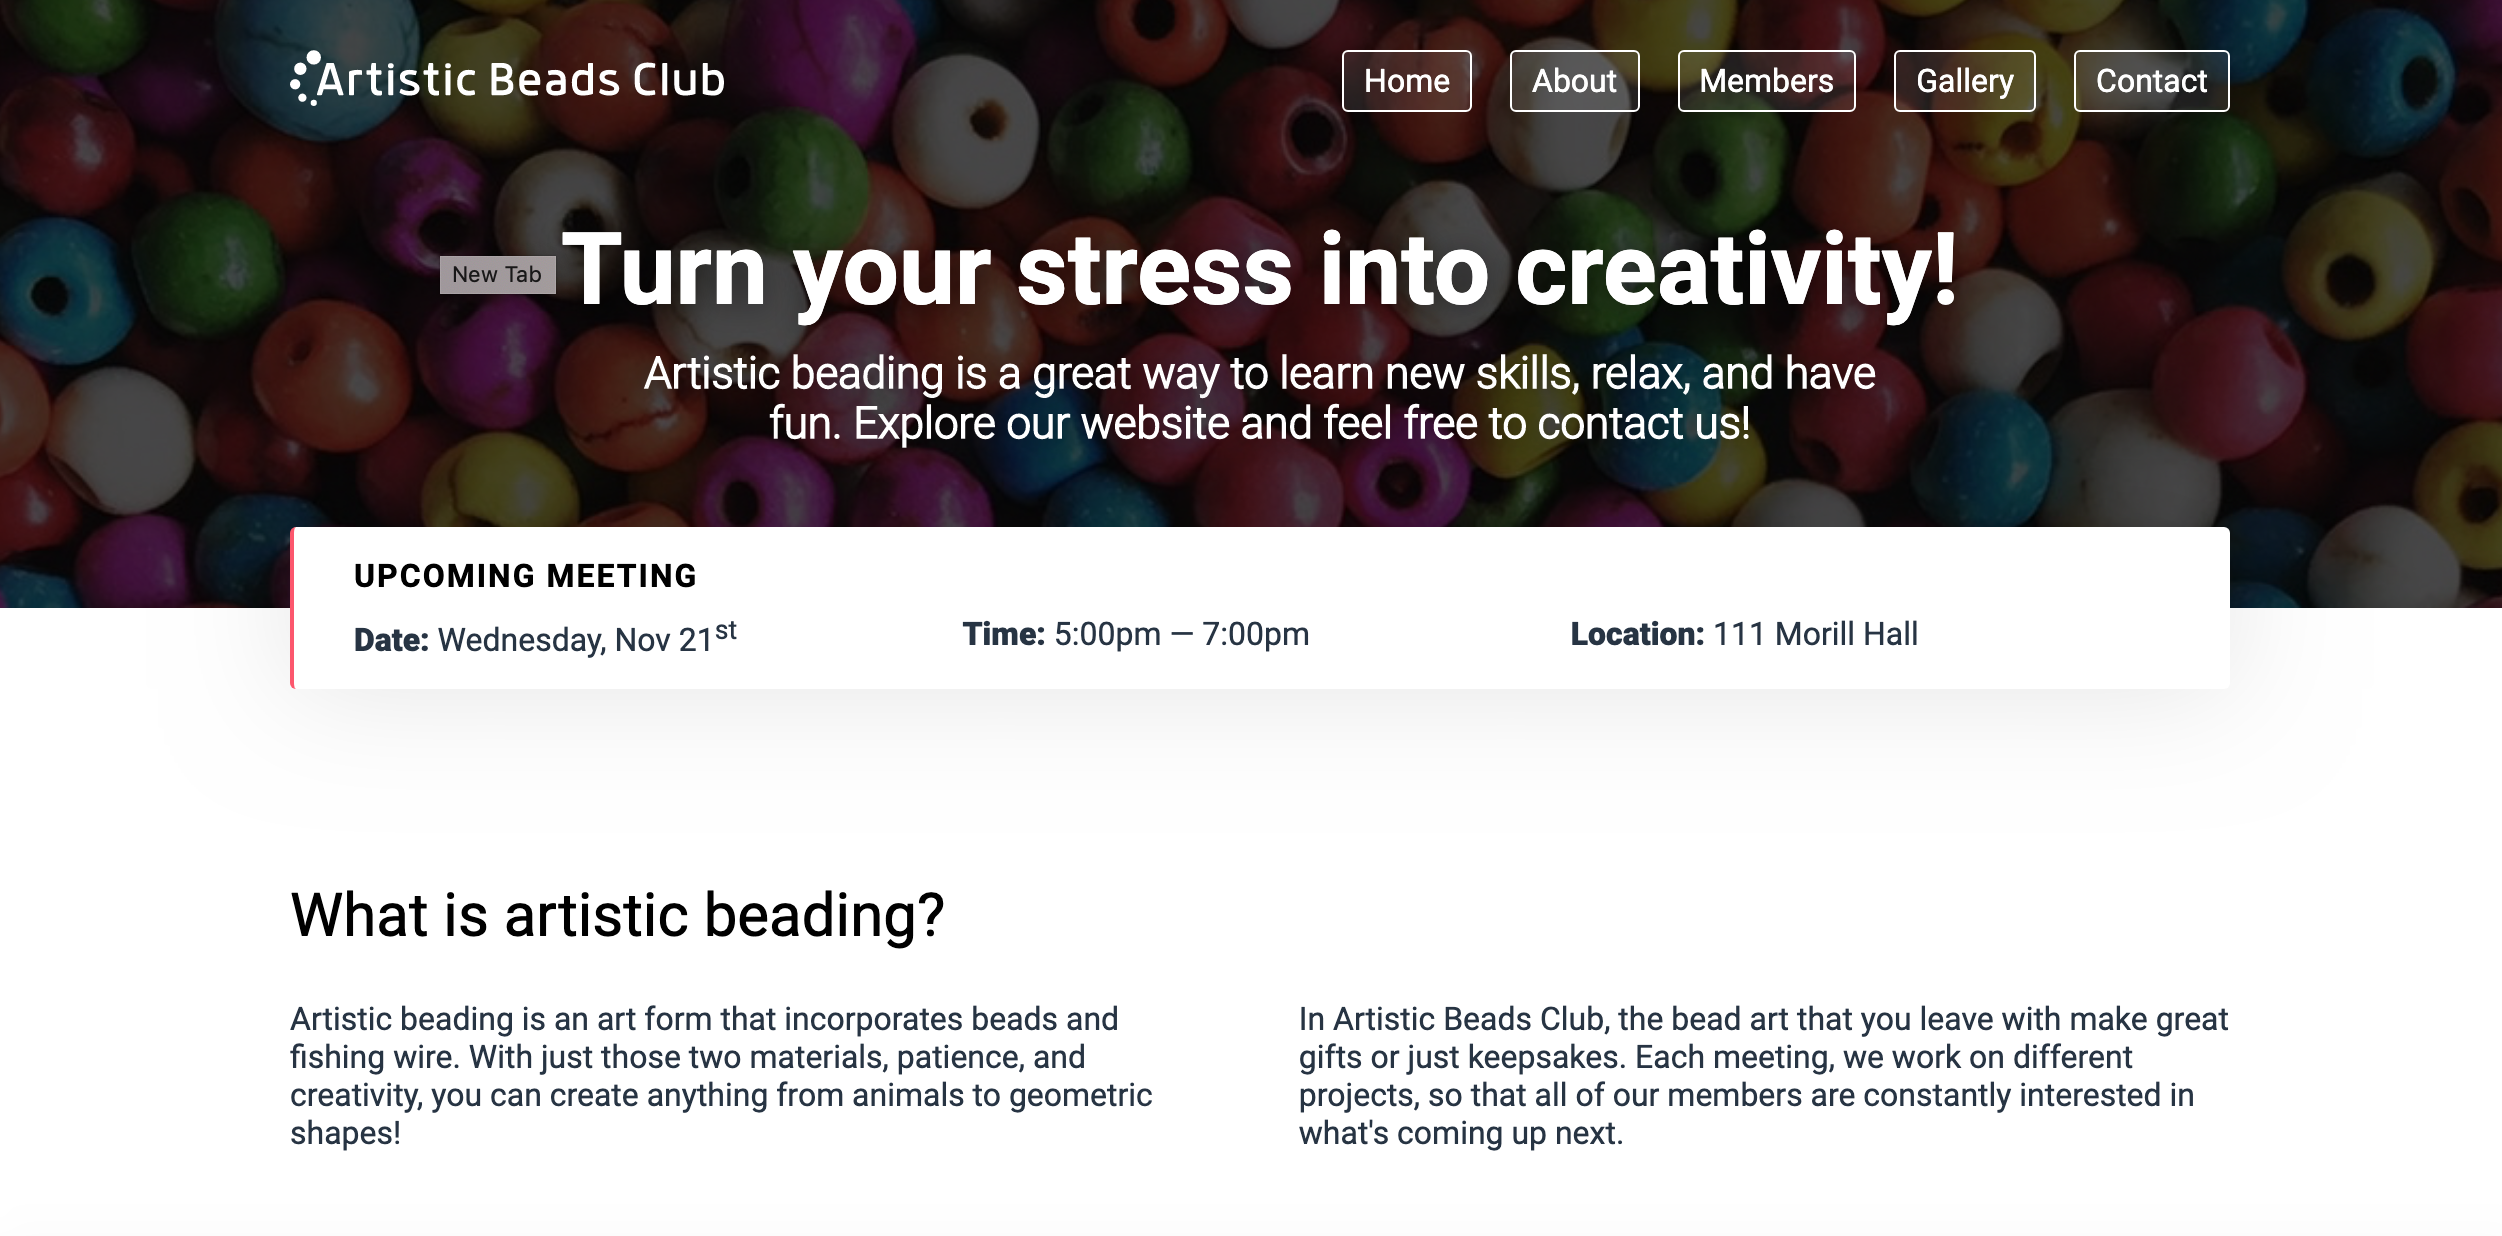 Artistic Beads Club
Home About Members Gallery Contact
Turn your stress into creativity!
New Tab
Artistic beading is a great way to learn new skills, relax, and have
fun. Explore our website and feel free to contact us!
UPCOMING MEETING
Date: Wednesday, Nov 21st
Time: 5:00pm — 7:00pm
Location: 111 Morill Hall
What is artistic beading?
Artistic beading is an art form that incorporates beads and
fishing wire. With just those two materials, patience, and
creativity, you can create anything from animals to geometric
shapes!
In Artistic Beads Club, the bead art that you leave with make great
gifts or just keepsakes. Each meeting, we work on different
projects, so that all of our members are constantly interested in
what's coming up next.